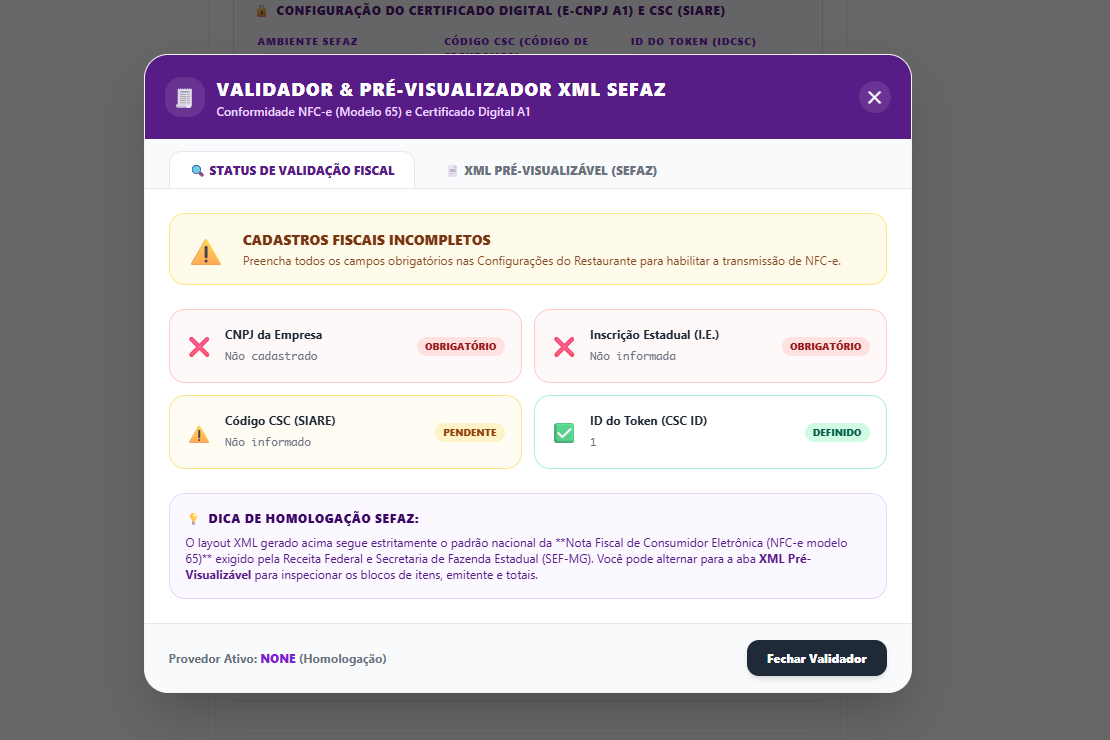 CONFIGURAÇÃO DO CERTIFICADO DIGITAL (E-CNPJ A1) E CSC (SIARE)
AMBIENTE SEFAZ
CÓDIGO CSC (CÓDIGO DE
ID DO TOKEN (IDCSC)
VALIDADOR & PRÉ-VISUALIZADOR XML SEFAZ
Conformidade NFC-e (Modelo 65) e Certificado Digital A1
STATUS DE VALIDAÇÃO FISCAL
XML PRÉ-VISUALIZÁVEL (SEFAZ)
CADASTROS FISCAIS INCOMPLETOS
Preencha todos os campos obrigatórios nas Configurações do Restaurante para habilitar a transmissão de NFC-e.
CNPJ da Empresa
Não cadastrado
OBRIGATÓRIO
Inscrição Estadual (I.E.)
Não informada
OBRIGATÓRIO
Código CSC (SIARE)
Não informado
PENDENTE
ID do Token (CSC ID)
1
DEFINIDO
DICA DE HOMOLOGAÇÃO SEFAZ:
O layout XML gerado acima segue estritamente o padrão nacional da **Nota Fiscal de Consumidor Eletrônica (NFC-e modelo
65)** exigido pela Receita Federal e Secretaria de Fazenda Estadual (SEF-MG). Você pode alternar para a aba XML Pré-
Visualizável para inspecionar os blocos de itens, emitente e totais.
Provedor Ativo: NONE (Homologação)
Fechar Validador